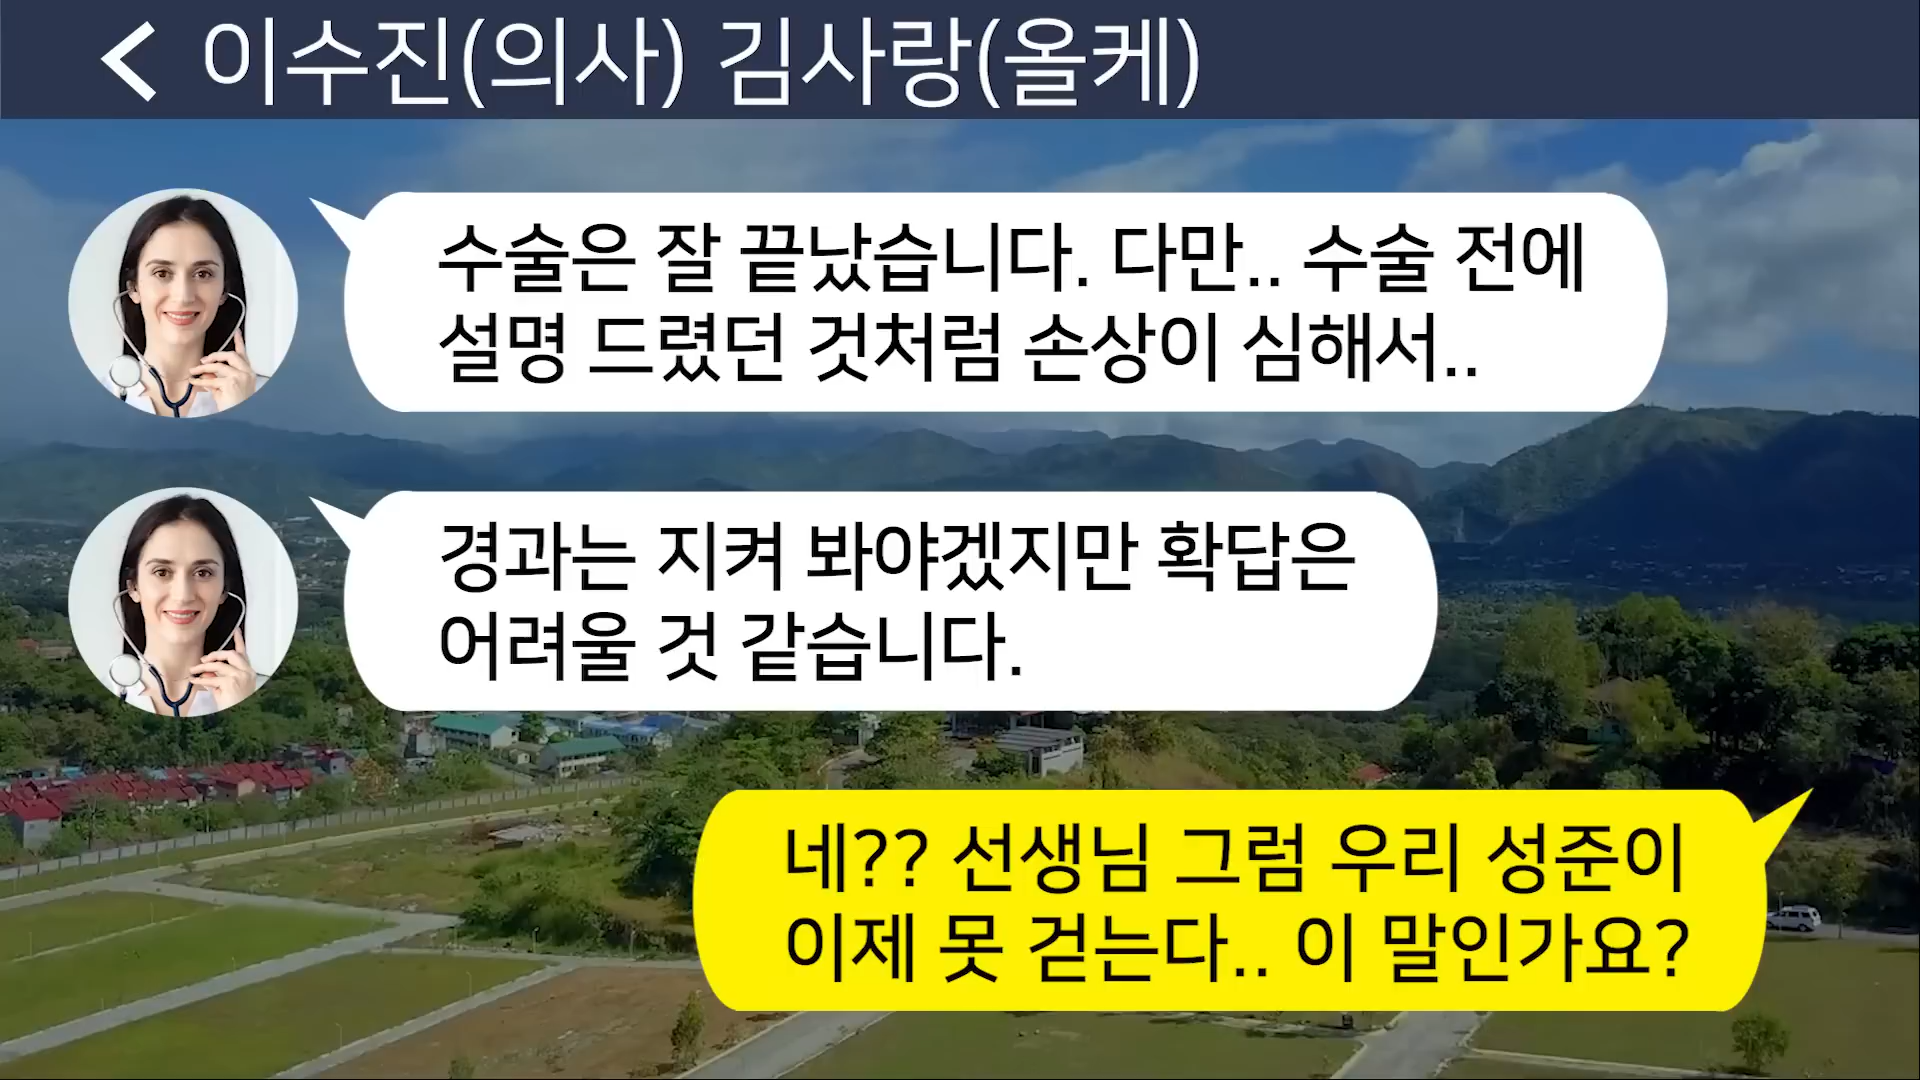 이수진(의사) 김사랑(올케)
수술은 잘 끝났습니다. 다만.. 수술 전에
설명 드렸던 것처럼 손상이 심해서..
경과는 지켜 봐야겠지만 확답은
어려울 것 같습니다.
네?? 선생님 그럼 우리 성준이
이제 못 걷는다.. 이 말인가요?